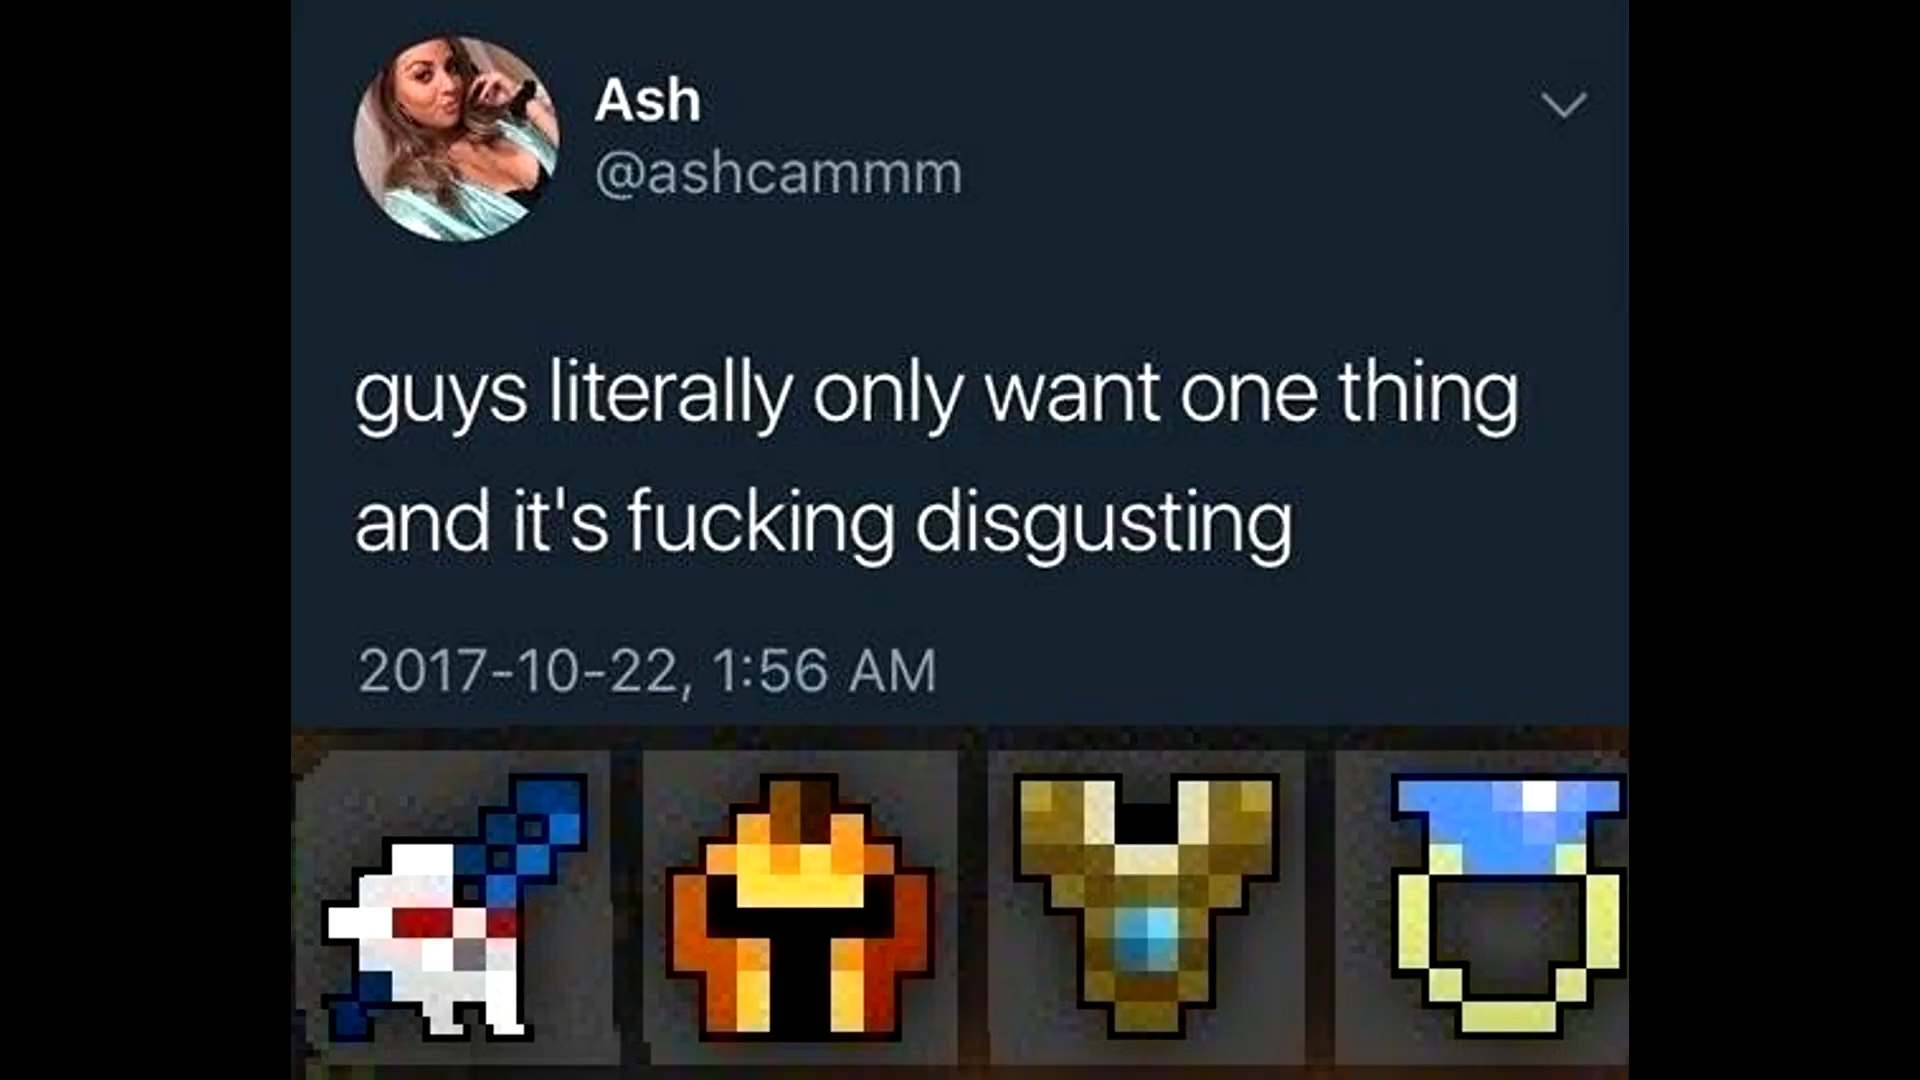 Ash
@ashcammm
guys literally only want one thing
and it's fucking disgusting
2017-10-22, 1:56 AM